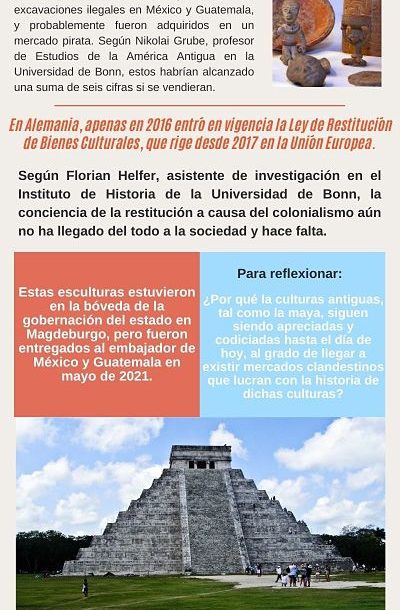 excavaciones ilegales en México y Guatemala,
y probablemente fueron adquiridos en un
mercado pirata. Según Nikolai Grube, profesor
de Estudios de la América Antigua en la
Universidad de Bonn, estos habrían alcanzado
una suma de seis cifras si se vendieran.
En Alemania, apenas en 2016 entró en vigencia la Ley de Restitución
de Bienes Culturales, que rige desde 2017 en la Unión Europea.
Según Florian Helfer, asistente de investigación en el
Instituto de Historia de la Universidad de Bonn, la
conciencia de la restitución a causa del colonialismo aún
no ha llegado del todo a la sociedad y hace falta.
Estas esculturas estuvieron
en la bóveda de la
gobernación del estado en
Magdeburgo, pero fueron
entregados al embajador de
México y Guatemala en
mayo de 2021.
Para reflexionar:
¿Por qué la culturas antiguas,
tal como la maya, siguen
siendo apreciadas y
codiciadas hasta el día de
hoy, al grado de llegar a
existir mercados clandestinos
que lucran con la historia de
dichas culturas?